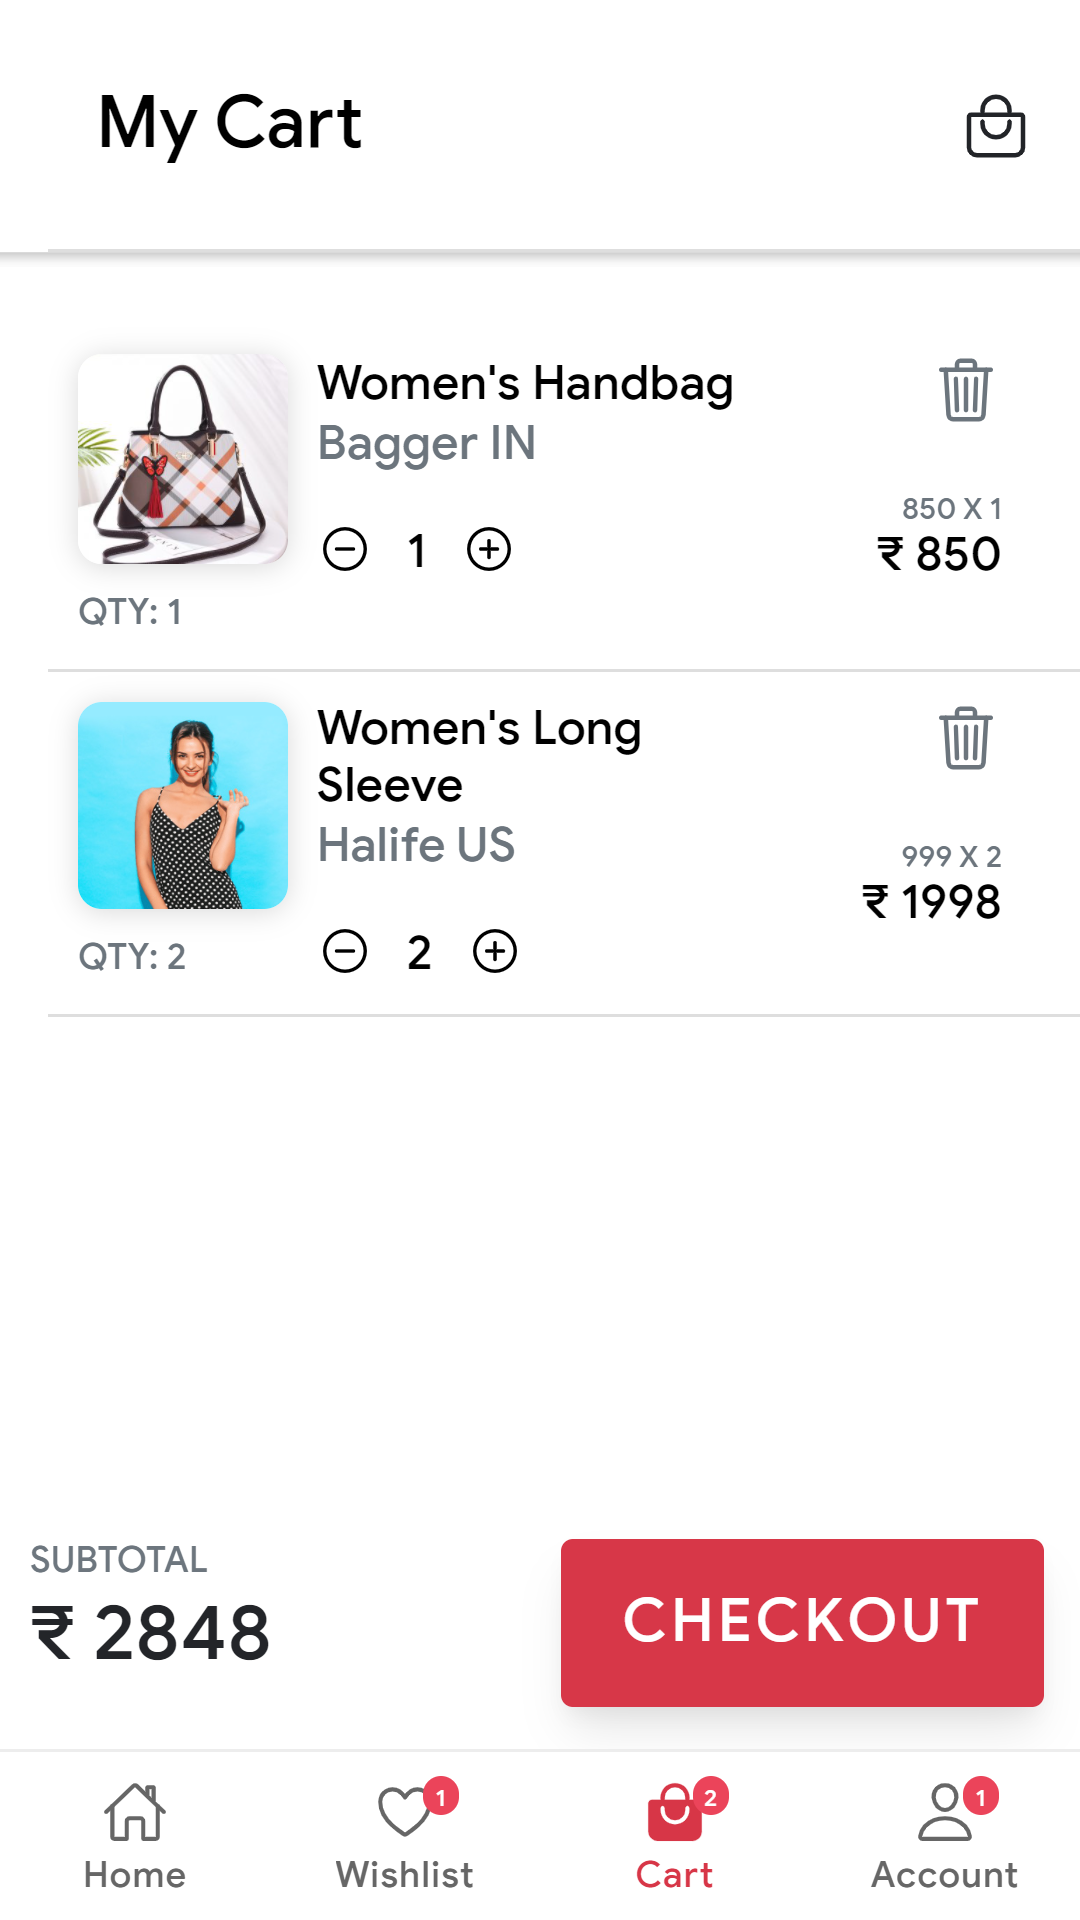 My Cart
Women's Handbag
Bagger IN
850 X 1
1
₹ 850
QTY: 1
Women's Long
Sleeve
Halife US
999 X 2
₹ 1998
QTY: 2
2
SUBTOTAL
₹ 2848
CHECKOUT
1
2
1
Home
Wishlist
Cart
Account